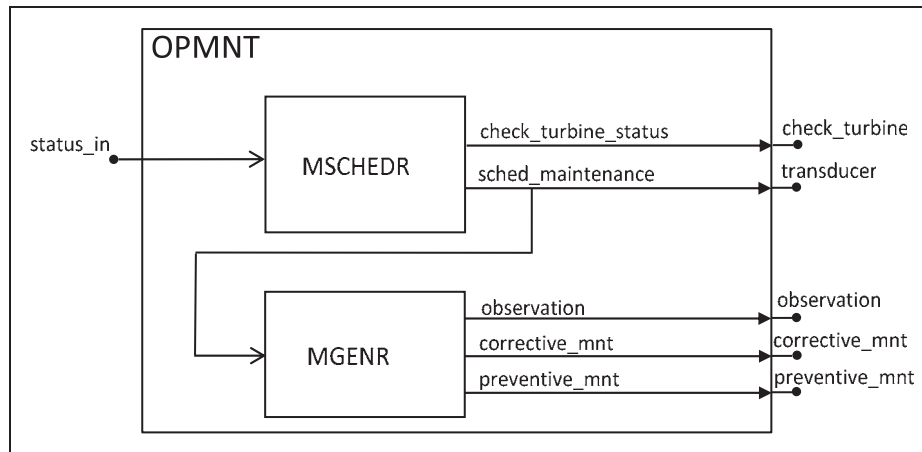 OPMNT
status_in
MSCHEDR
check_turbine_status
check_turbine
sched_maintenance
transducer
MGENR
observation
observation
corrective_mnt
corrective_mnt
preventive_mnt
preventive_mnt